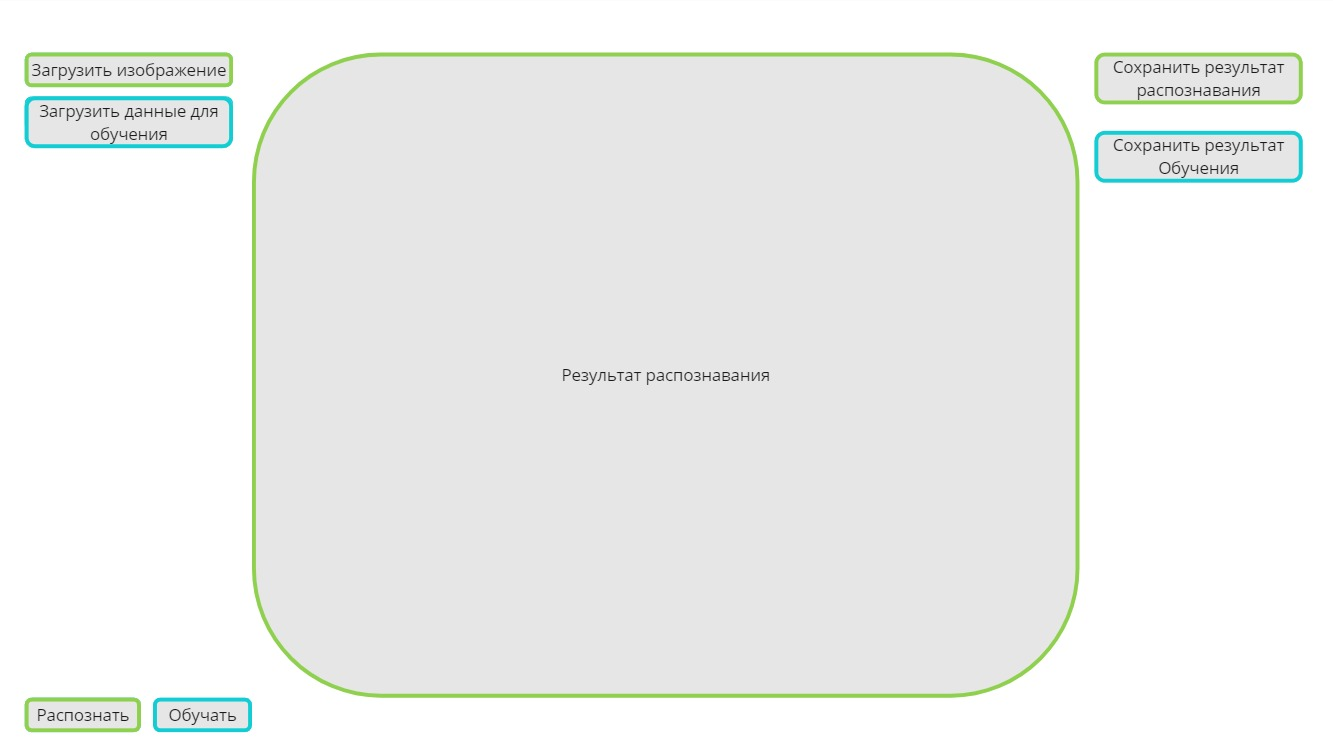 Загрузить изображение
Загрузить данные для
обучения
Результат распознавания
Сохранить результат
распознавания
Сохранить результат
Обучения
Распознать
Обучать